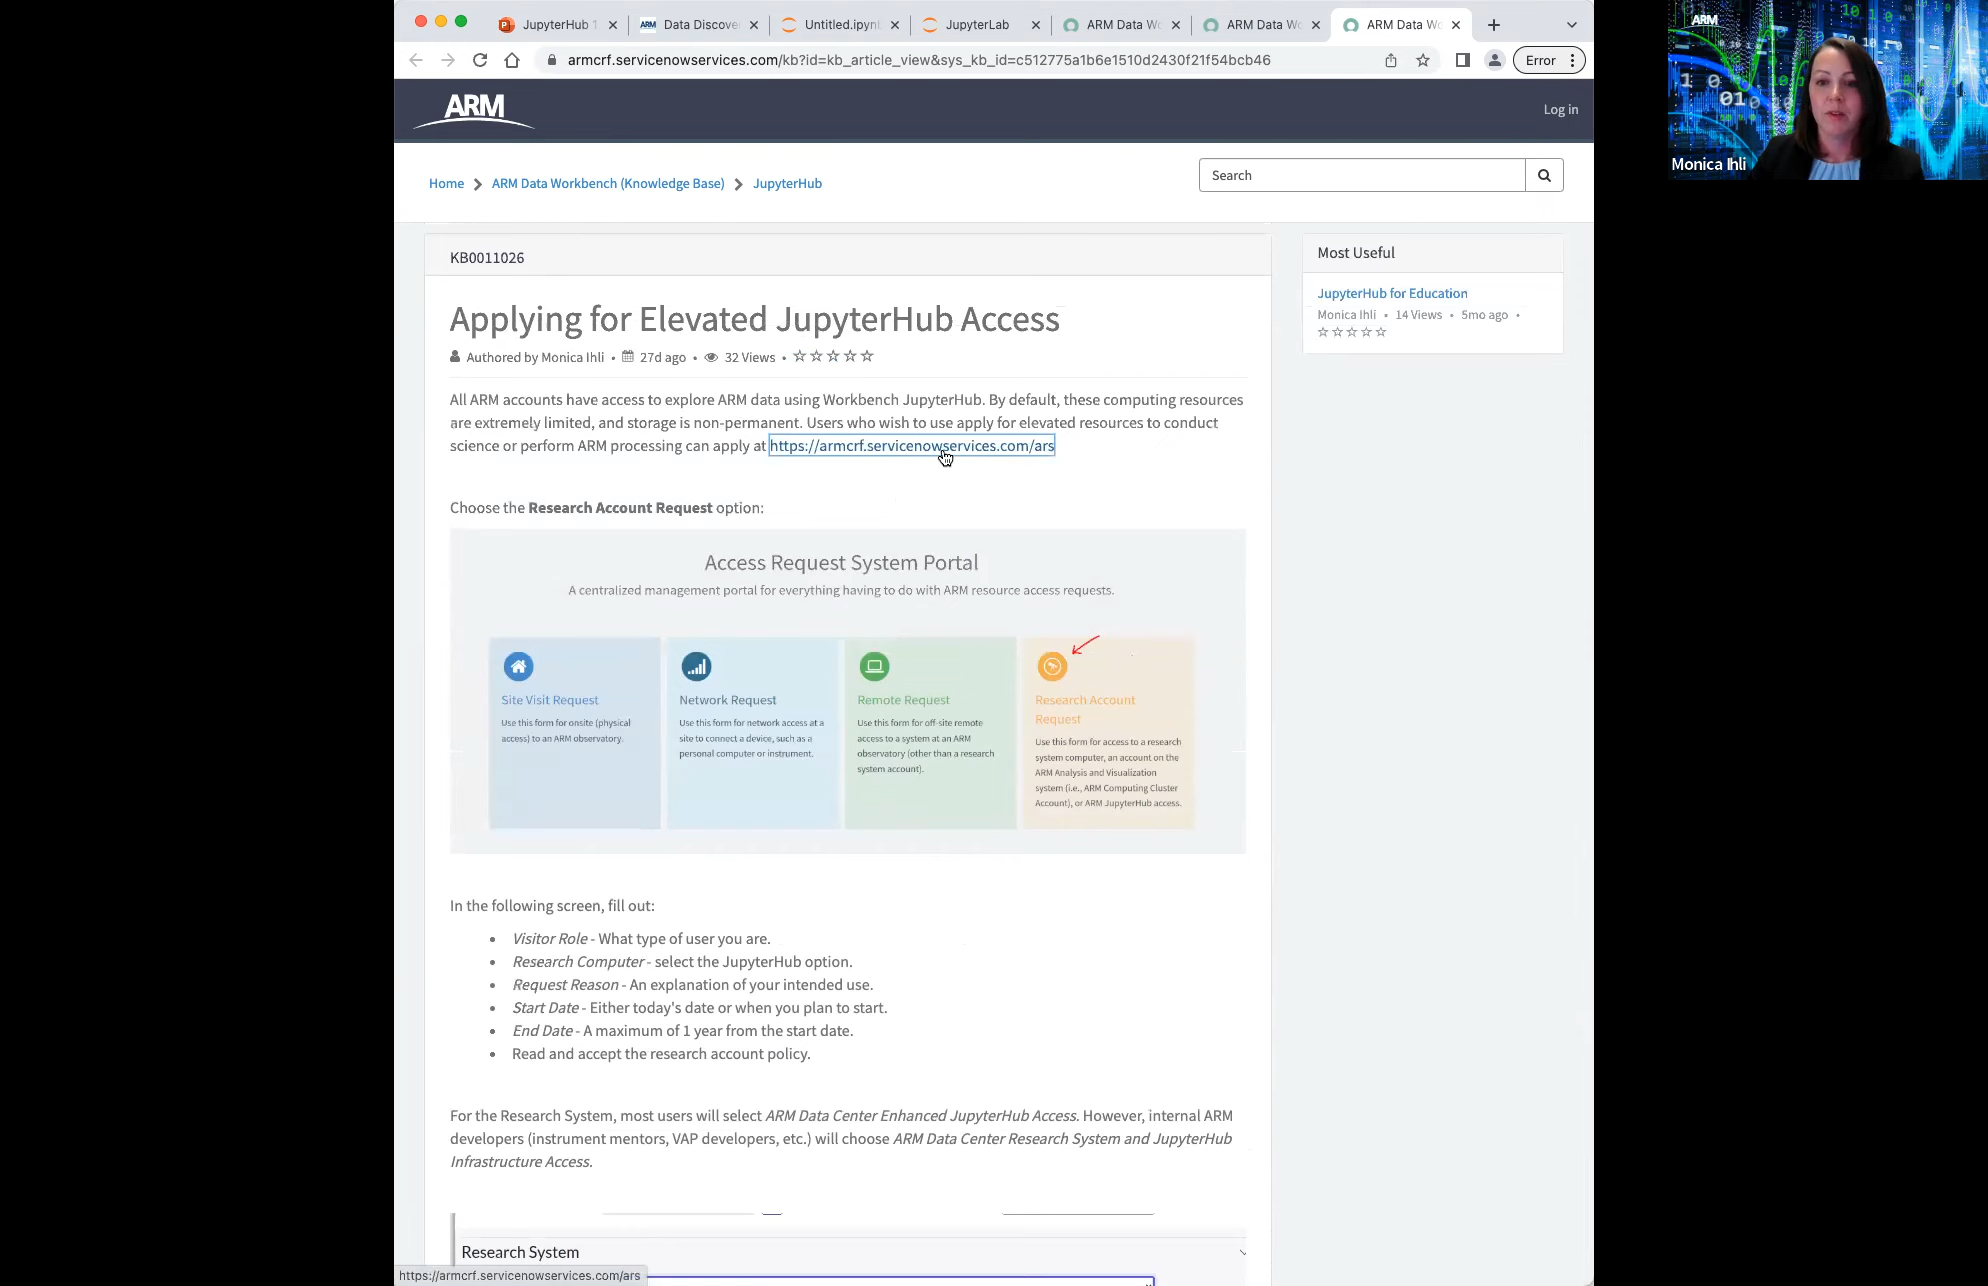 JupyterHub 1
Data Discove
Untitled.ipyn
JupyterLab
ARM Data Wo
ARM Data Wo
ARM Data Wo
armcrf.servicenowservices.com/kb?id=kb_article_view&sys_kb_id=c512775a1b6e1510d2430f21f54bcb46
Error
ARM
Log in
Home > ARM Data Workbench (Knowledge Base) > JupyterHub
Search
KB0011026
Applying for Elevated JupyterHub Access
Authored by Monica Ihli • 27d ago • 32 Views •
All ARM accounts have access to explore ARM data using Workbench JupyterHub. By default, these computing resources
are extremely limited, and storage is non-permanent. Users who wish to use apply for elevated resources to conduct
science or perform ARM processing can apply at https://armcrf.servicenowservices.com/ars
Choose the Research Account Request option:
Access Request System Portal
A centralized management portal for everything having to do with ARM resource access requests.
Site Visit Request
Use this form for onsite (physical
access) to an ARM observatory.
Network Request
Use this form for network access at a
site to connect a device, such as a
personal computer or instrument.
Remote Request
Use this form for off-site remote
access to a system at an ARM
observatory (other than a research
system account).
Research Account
Request
Use this form for access to a research
system computer, an account on the
ARM Analysis and Visualization
system (i.e., ARM Computing Cluster
Account), or ARM JupyterHub access.
In the following screen, fill out:
• Visitor Role - What type of user you are.
• Research Computer - select the JupyterHub option.
• Request Reason - An explanation of your intended use.
• Start Date - Either today's date or when you plan to start.
• End Date - A maximum of 1 year from the start date.
• Read and accept the research account policy.
For the Research System, most users will select ARM Data Center Enhanced JupyterHub Access. However, internal ARM
developers (instrument mentors, VAP developers, etc.) will choose ARM Data Center Research System and JupyterHub
Infrastructure Access.
Research System
https://armcrf.servicenowservices.com/ars
Most Useful
JupyterHub for Education
Monica Ihli • 14 Views • 5mo ago •
ARM
Monica Ihli